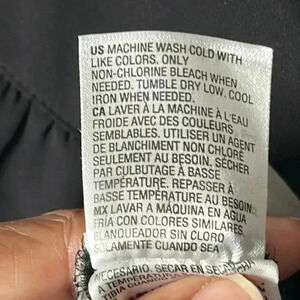 US MACHINE WASH COLD WITH
LIKE COLORS. ONLY
NON-CHLORINE BLEACH WHEN
NEEDED. TUMBLE DRY LOW. COOL
IRON WHEN NEEDED.
CA LAVER À LA MACHINE À L'EAU
FROIDE AVEC DES COULEURS
SEMBLABLES. UTILISER UN AGENT
DE BLANCHIMENT NON CHLORÉ
SEULEMENT AU BESOIN. SÉCHER
PAR CULBUTAGE À BASSE
TEMPÉRATURE. REPASSER À
BASSE TEMPÉRATURE AU BESOIN.
MX LAVAR A MÁQUINA EN AGUA
FRÍA CON COLORES SIMILARES.
BLANQUEADOR SIN CLORO
SOLAMENTE CUANDO SEA
NECESARIO. SECAR EN SECADORA
A TEMPERATURA
TIBIA CUANDO